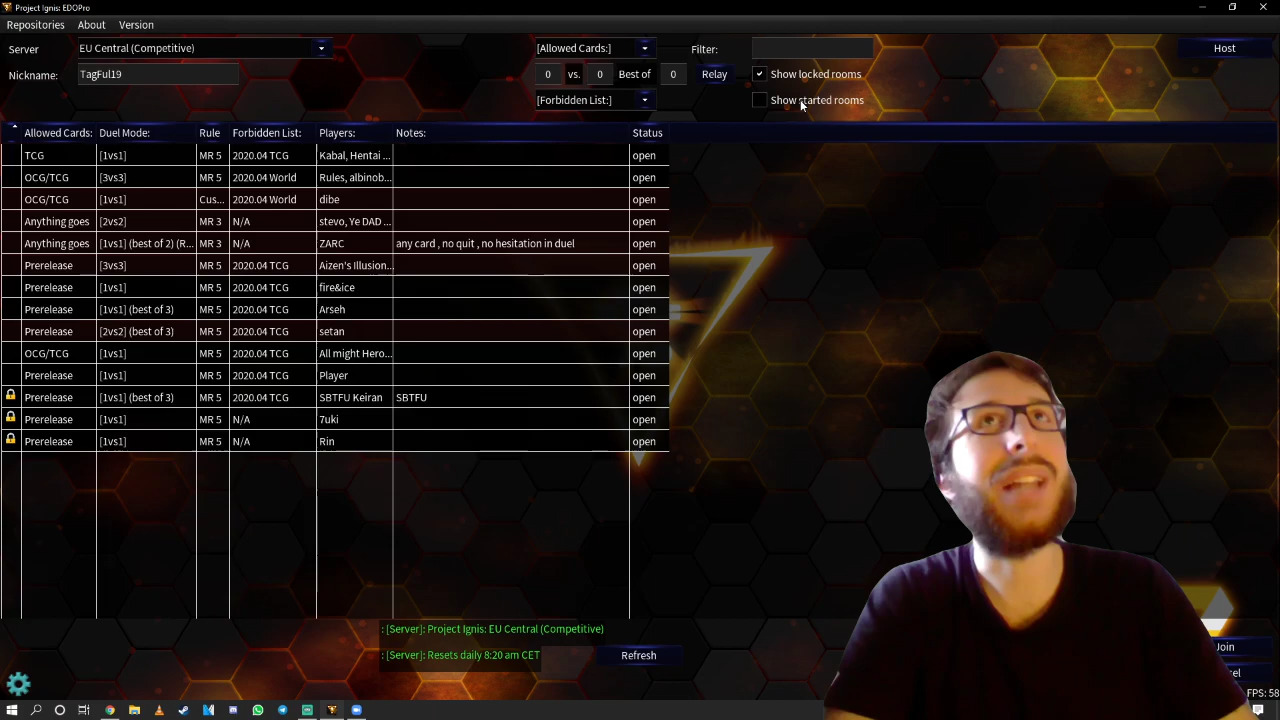 Project Ignis: EDOPro
Repositories About Version
Server EU Central (Competitive) [Allowed Cards:] Filter: Host
Nickname: TagFul19 0 vs. 0 Best of 0 Relay Show locked rooms
[Forbidden List:] Show started rooms
Allowed Cards: Duel Mode: Rule Forbidden List: Players: Notes: Status
TCG [1vs1] MR 5 2020.04 TCG Kabal, Hentai ... open
OCG/TCG [3vs3] MR 5 2020.04 World Rules, albinob... open
OCG/TCG [1vs1] Cus... 2020.04 World dibe open
Anything goes [2vs2] MR 3 N/A stevo, Ye DAD ... open
Anything goes [1vs1] (best of 2) (R... MR 3 N/A ZARC any card , no quit , no hesitation in duel open
Prerelease [3vs3] MR 5 2020.04 TCG Aizen's Illusion... open
Prerelease [1vs1] MR 5 2020.04 TCG fire&ice open
Prerelease [1vs1] (best of 3) MR 5 2020.04 TCG Arseh open
Prerelease [2vs2] (best of 3) MR 5 2020.04 TCG setan open
OCG/TCG [1vs1] MR 5 2020.04 TCG All might Hero... open
Prerelease [1vs1] MR 5 2020.04 TCG Player open
Prerelease [1vs1] (best of 3) MR 5 2020.04 TCG SBTFU Keiran SBTFU open
Prerelease [1vs1] MR 5 N/A 7uki open
Prerelease [1vs1] MR 5 N/A Rin open
: [Server]: Project Ignis: EU Central (Competitive)
: [Server]: Resets daily 8:20 am CET Refresh
Join
FPS: 58